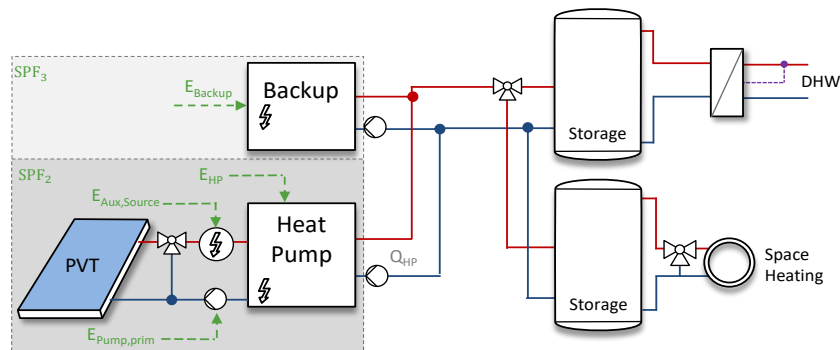 SPF3
EBackup
Backup
Storage
DHW
SPF2
EHP
EAux,Source
Heat
Pump
PVT
QHP
EPump,prim
Storage
Space
Heating